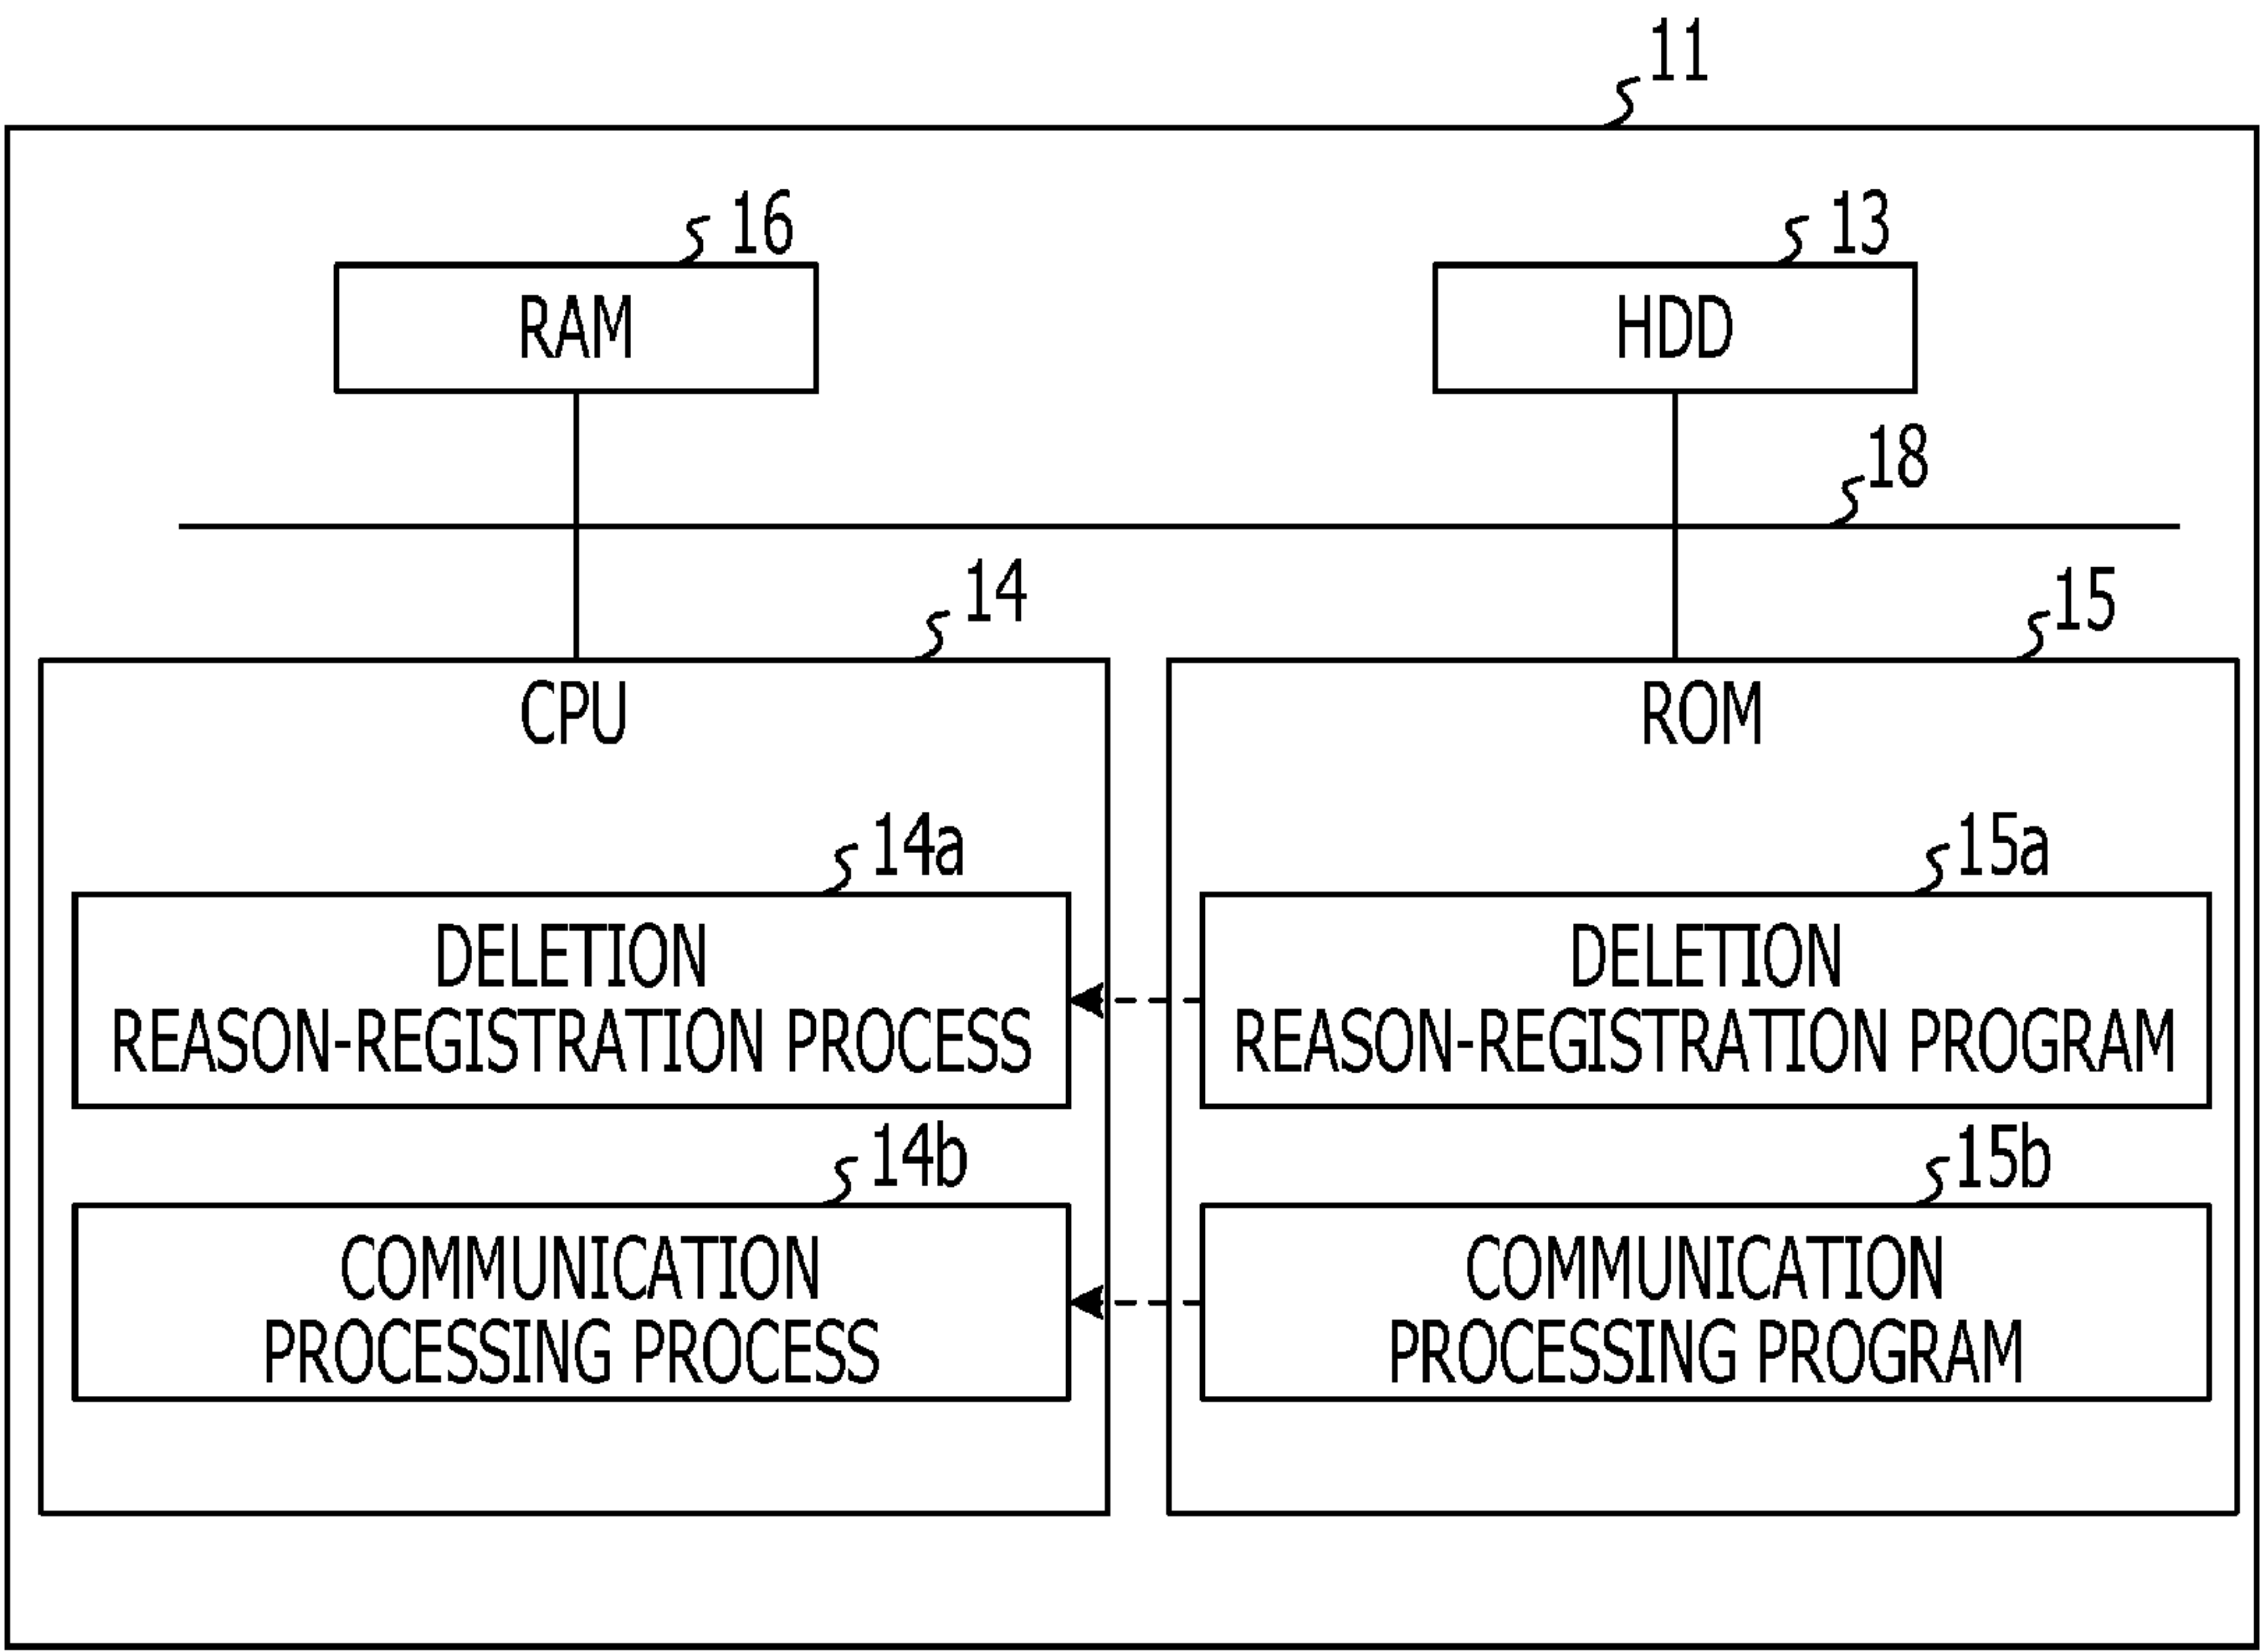 11
16
13
RAM
HDD
18
14
15
CPU
ROM
14a
15a
DELETION
REASON-REGISTRATION PROCESS
DELETION
REASON-REGISTRATION PROGRAM
14b
15b
COMMUNICATION
PROCESSING PROCESS
COMMUNICATION
PROCESSING PROGRAM